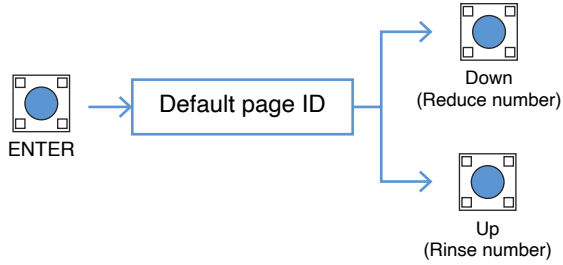 ENTER
Default page ID
Down
(Reduce number)
Up
(Rinse number)